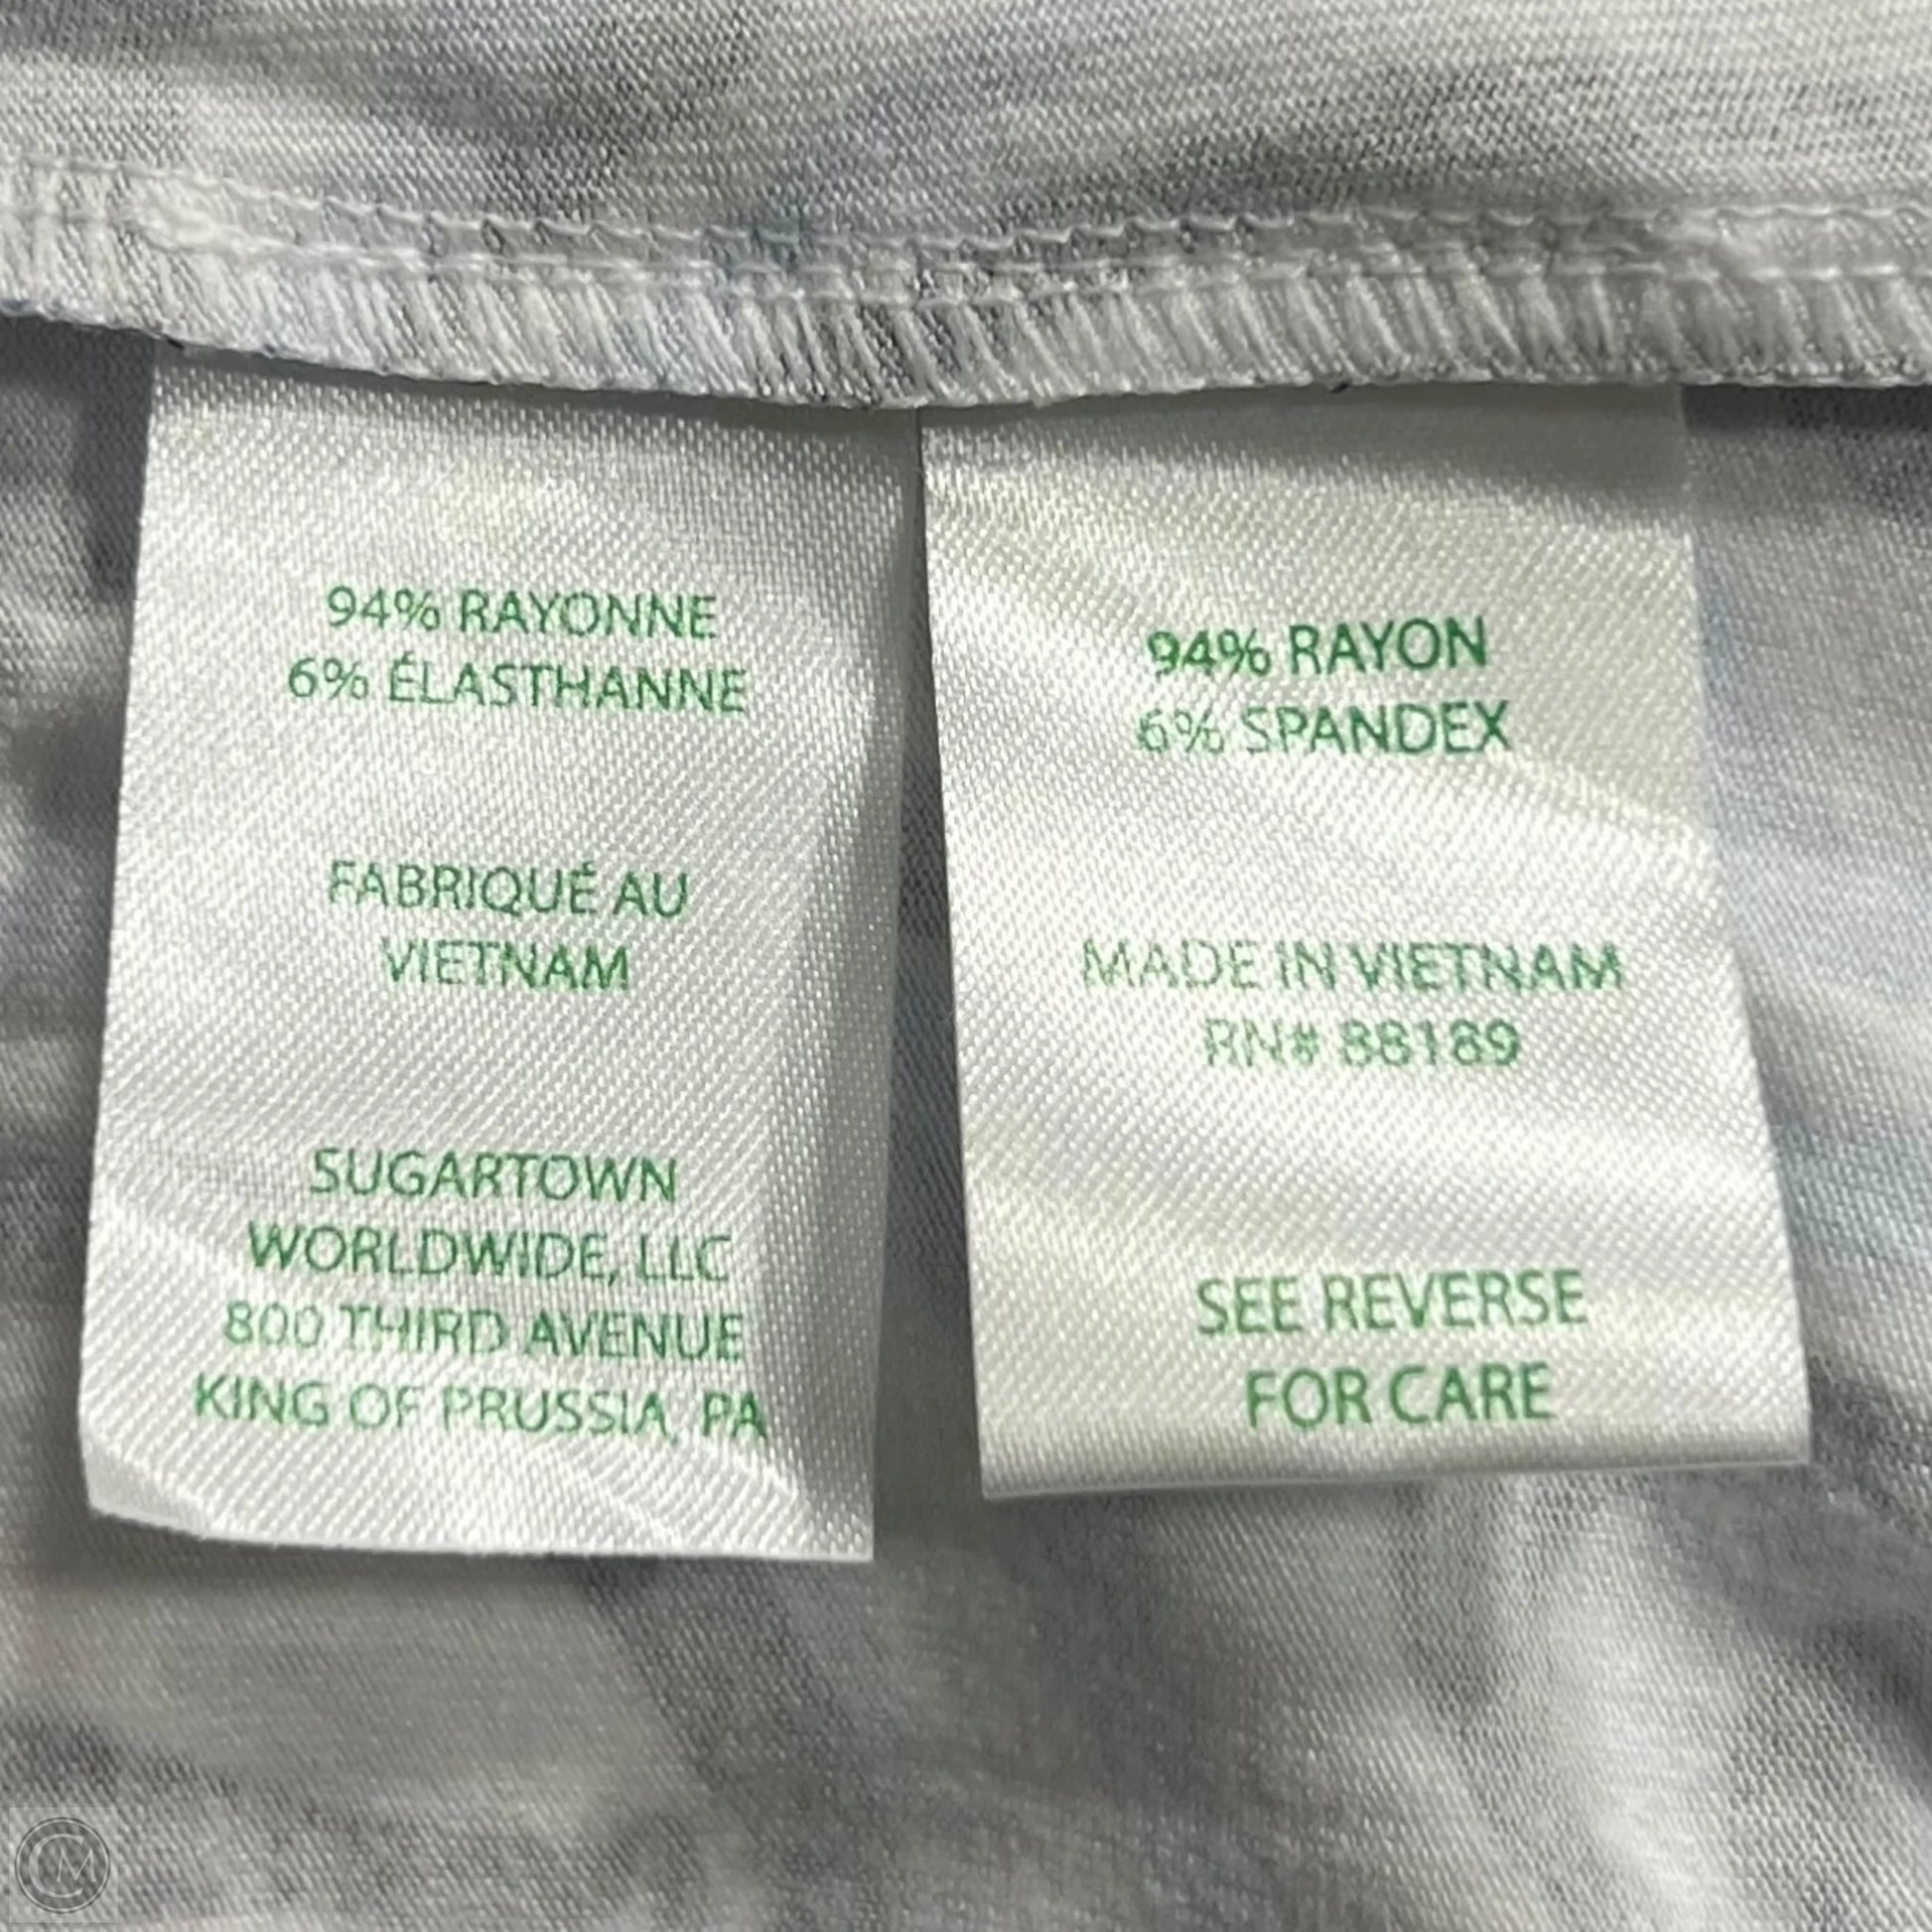 94% RAYONNE
6% ÉLASTHANNE
FABRIQUÉ AU
VIETNAM
SUGARTOWN
WORLDWIDE, LLC
800 THIRD AVENUE
KING OF PRUSSIA, PA
94% RAYON
6% SPANDEX
MADE IN VIETNAM
RN# 88189
SEE REVERSE
FOR CARE
CM